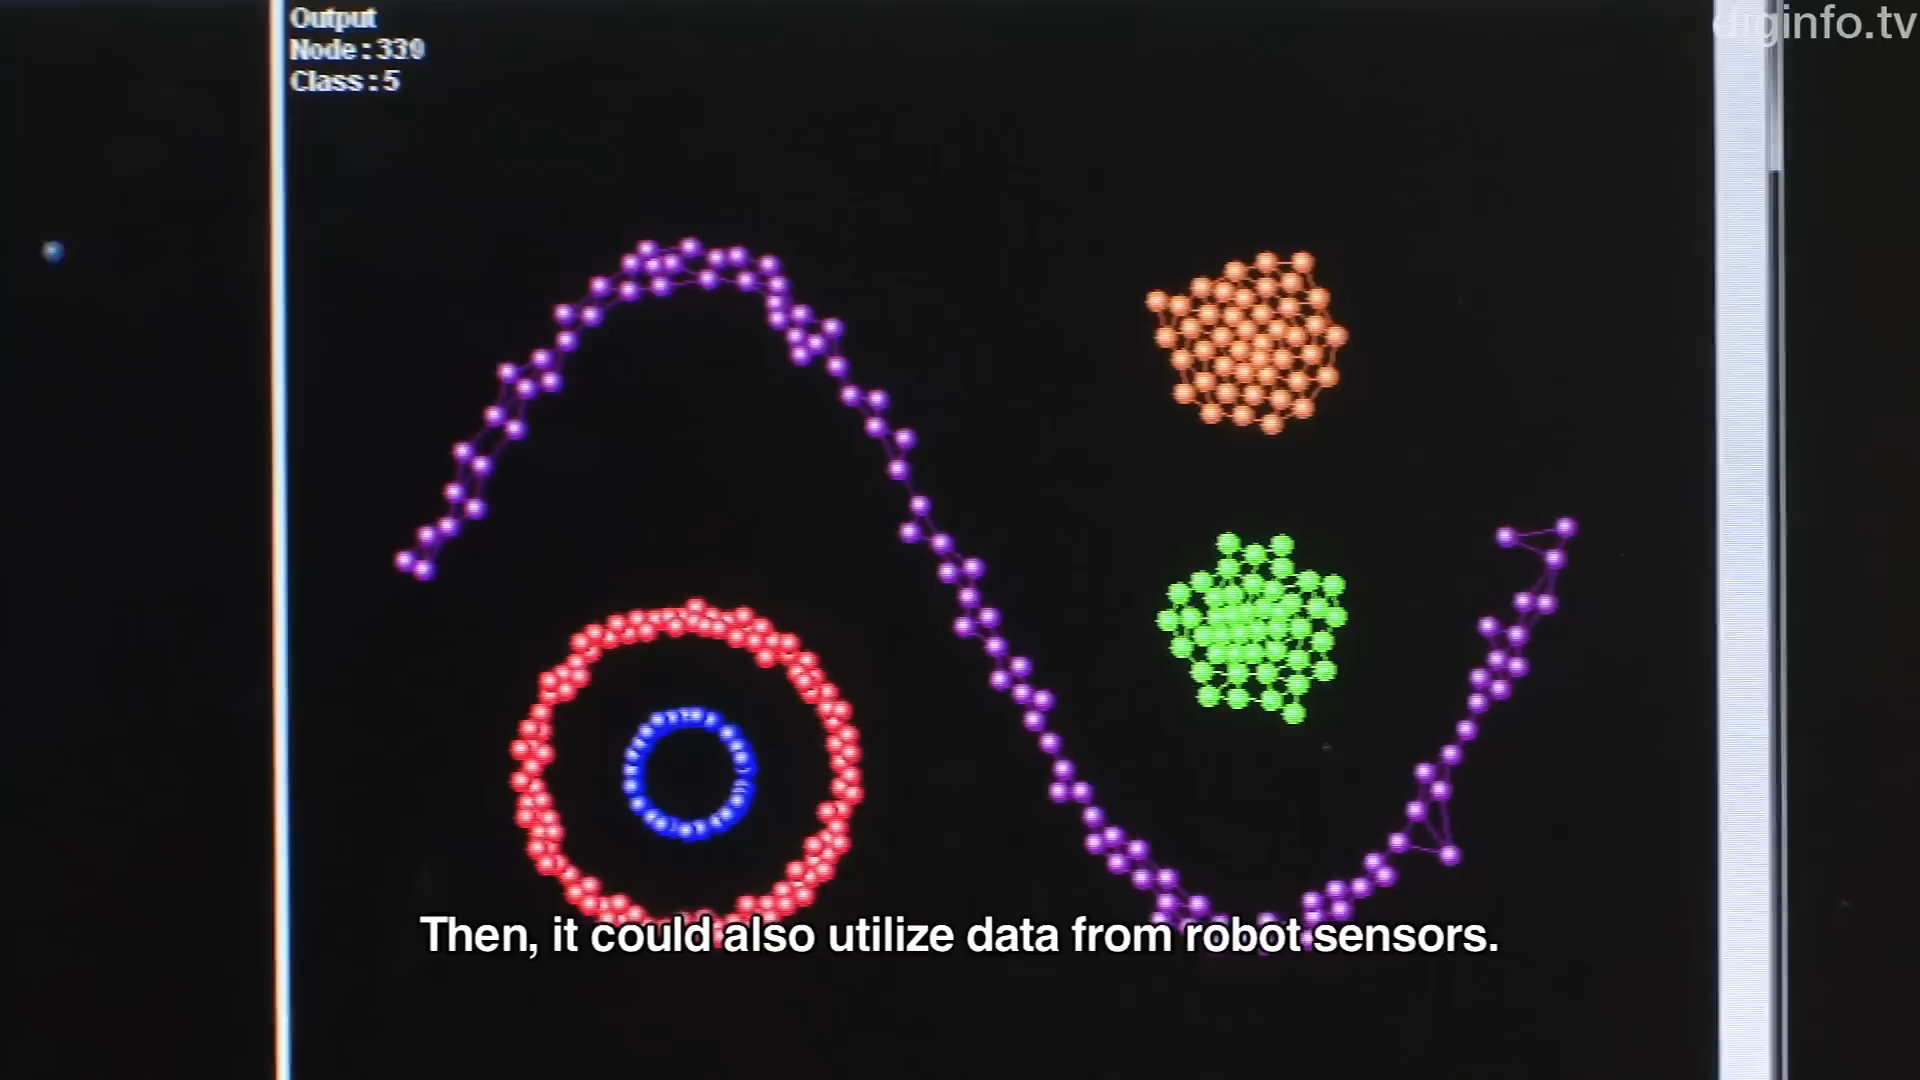 Output
Node:339
Class:5
diginfo.tv
Then, it could also utilize data from robot sensors.